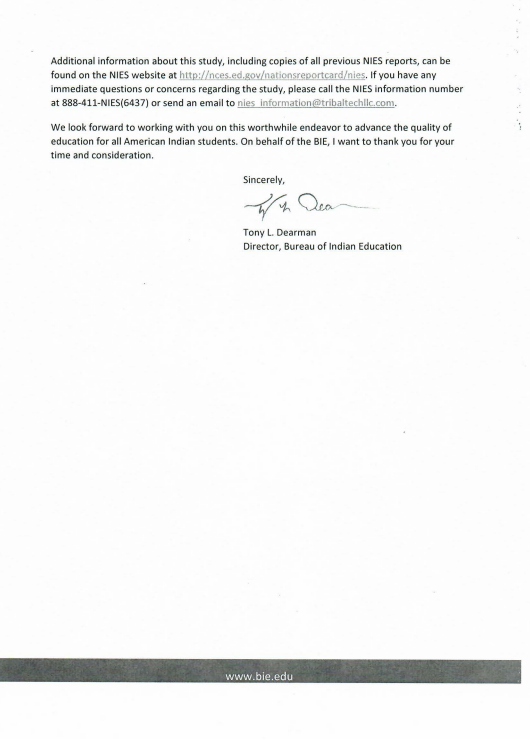 Additional information about this study, including copies of all previous NIES reports, can be
found on the NIES website at http://nces.ed.gov/nationsreportcard/nies. If you have any
immediate questions or concerns regarding the study, please call the NIES information number
at 888-411-NIES(6437) or send an email to nies_information@tribaltechllc.com.
We look forward to working with you on this worthwhile endeavor to advance the quality of
education for all American Indian students. On behalf of the BIE, I want to thank you for your
time and consideration.
Sincerely,
Tony L. Dearman
Director, Bureau of Indian Education
www.bie.edu